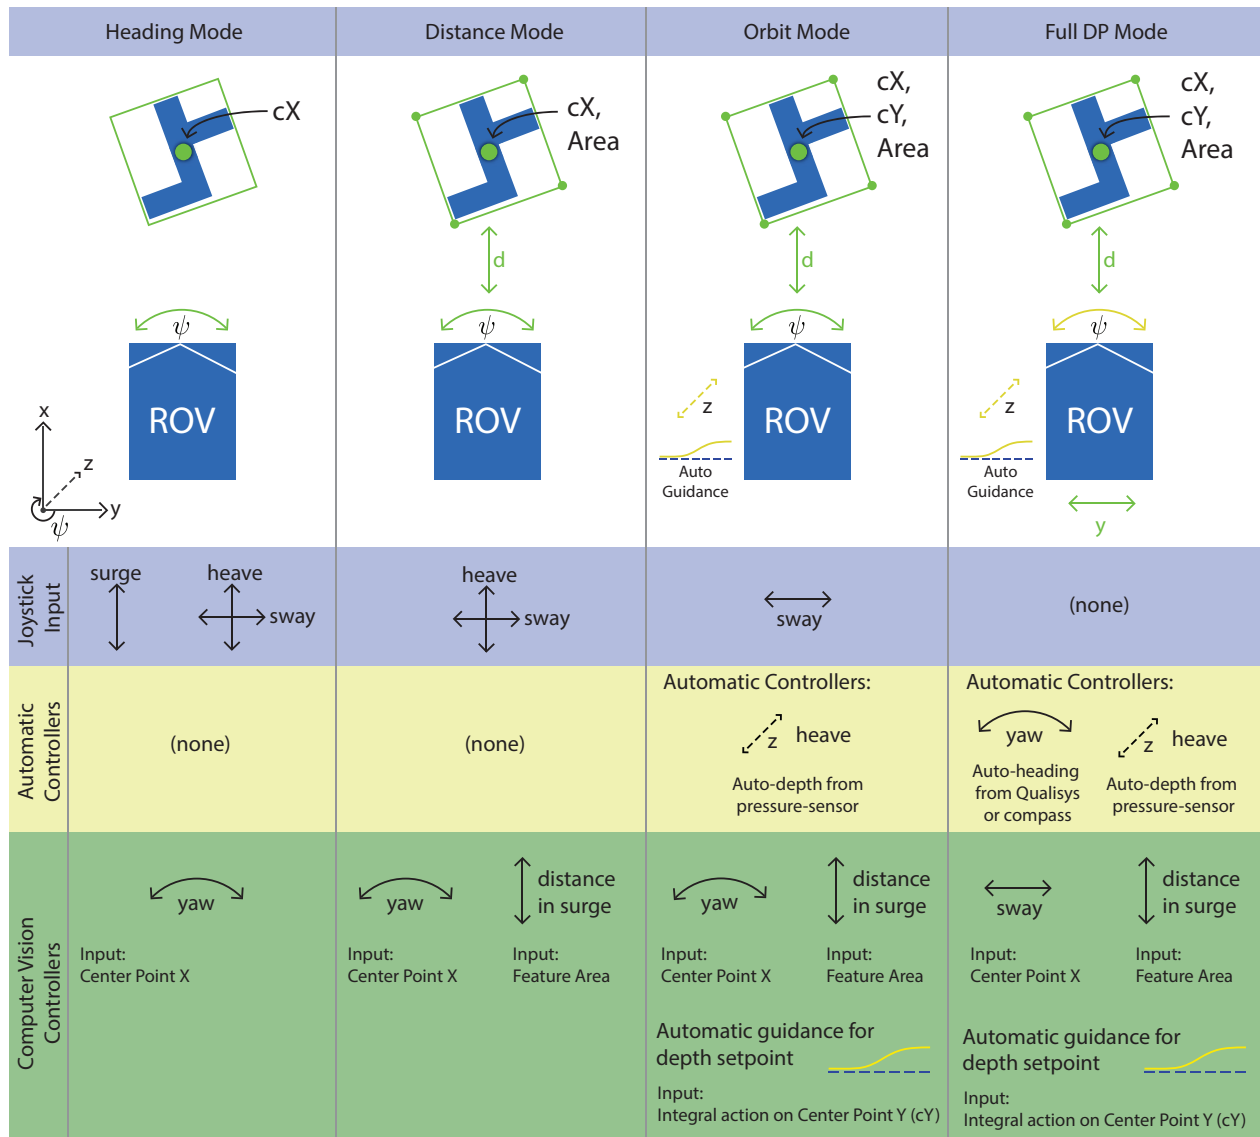 Heading Mode
Distance Mode
Orbit Mode
Full DP Mode
cX
cX,
Area
cX,
cY,
Area
cX,
cY,
Area
d
d
d
ψ
ψ
ψ
ψ
ROV
ROV
ROV
ROV
x
z
y
ψ
z
Auto
Guidance
z
Auto
Guidance
y
Joystick
Input
surge
heave
sway
heave
sway
sway
(none)
Automatic
Controllers
(none)
(none)
Automatic Controllers:
z
heave
Auto-depth from
pressure-sensor
Automatic Controllers:
yaw
Auto-heading
from Qualisys
or compass
z
heave
Auto-depth from
pressure-sensor
Computer Vision
Controllers
yaw
Input:
Center Point X
yaw
Input:
Center Point X
distance
in surge
Input:
Feature Area
yaw
Input:
Center Point X
distance
in surge
Input:
Feature Area
Automatic guidance for
depth setpoint
Input:
Integral action on Center Point Y (cY)
sway
Input:
Center Point X
distance
in surge
Input:
Feature Area
Automatic guidance for
depth setpoint
Input:
Integral action on Center Point Y (cY)